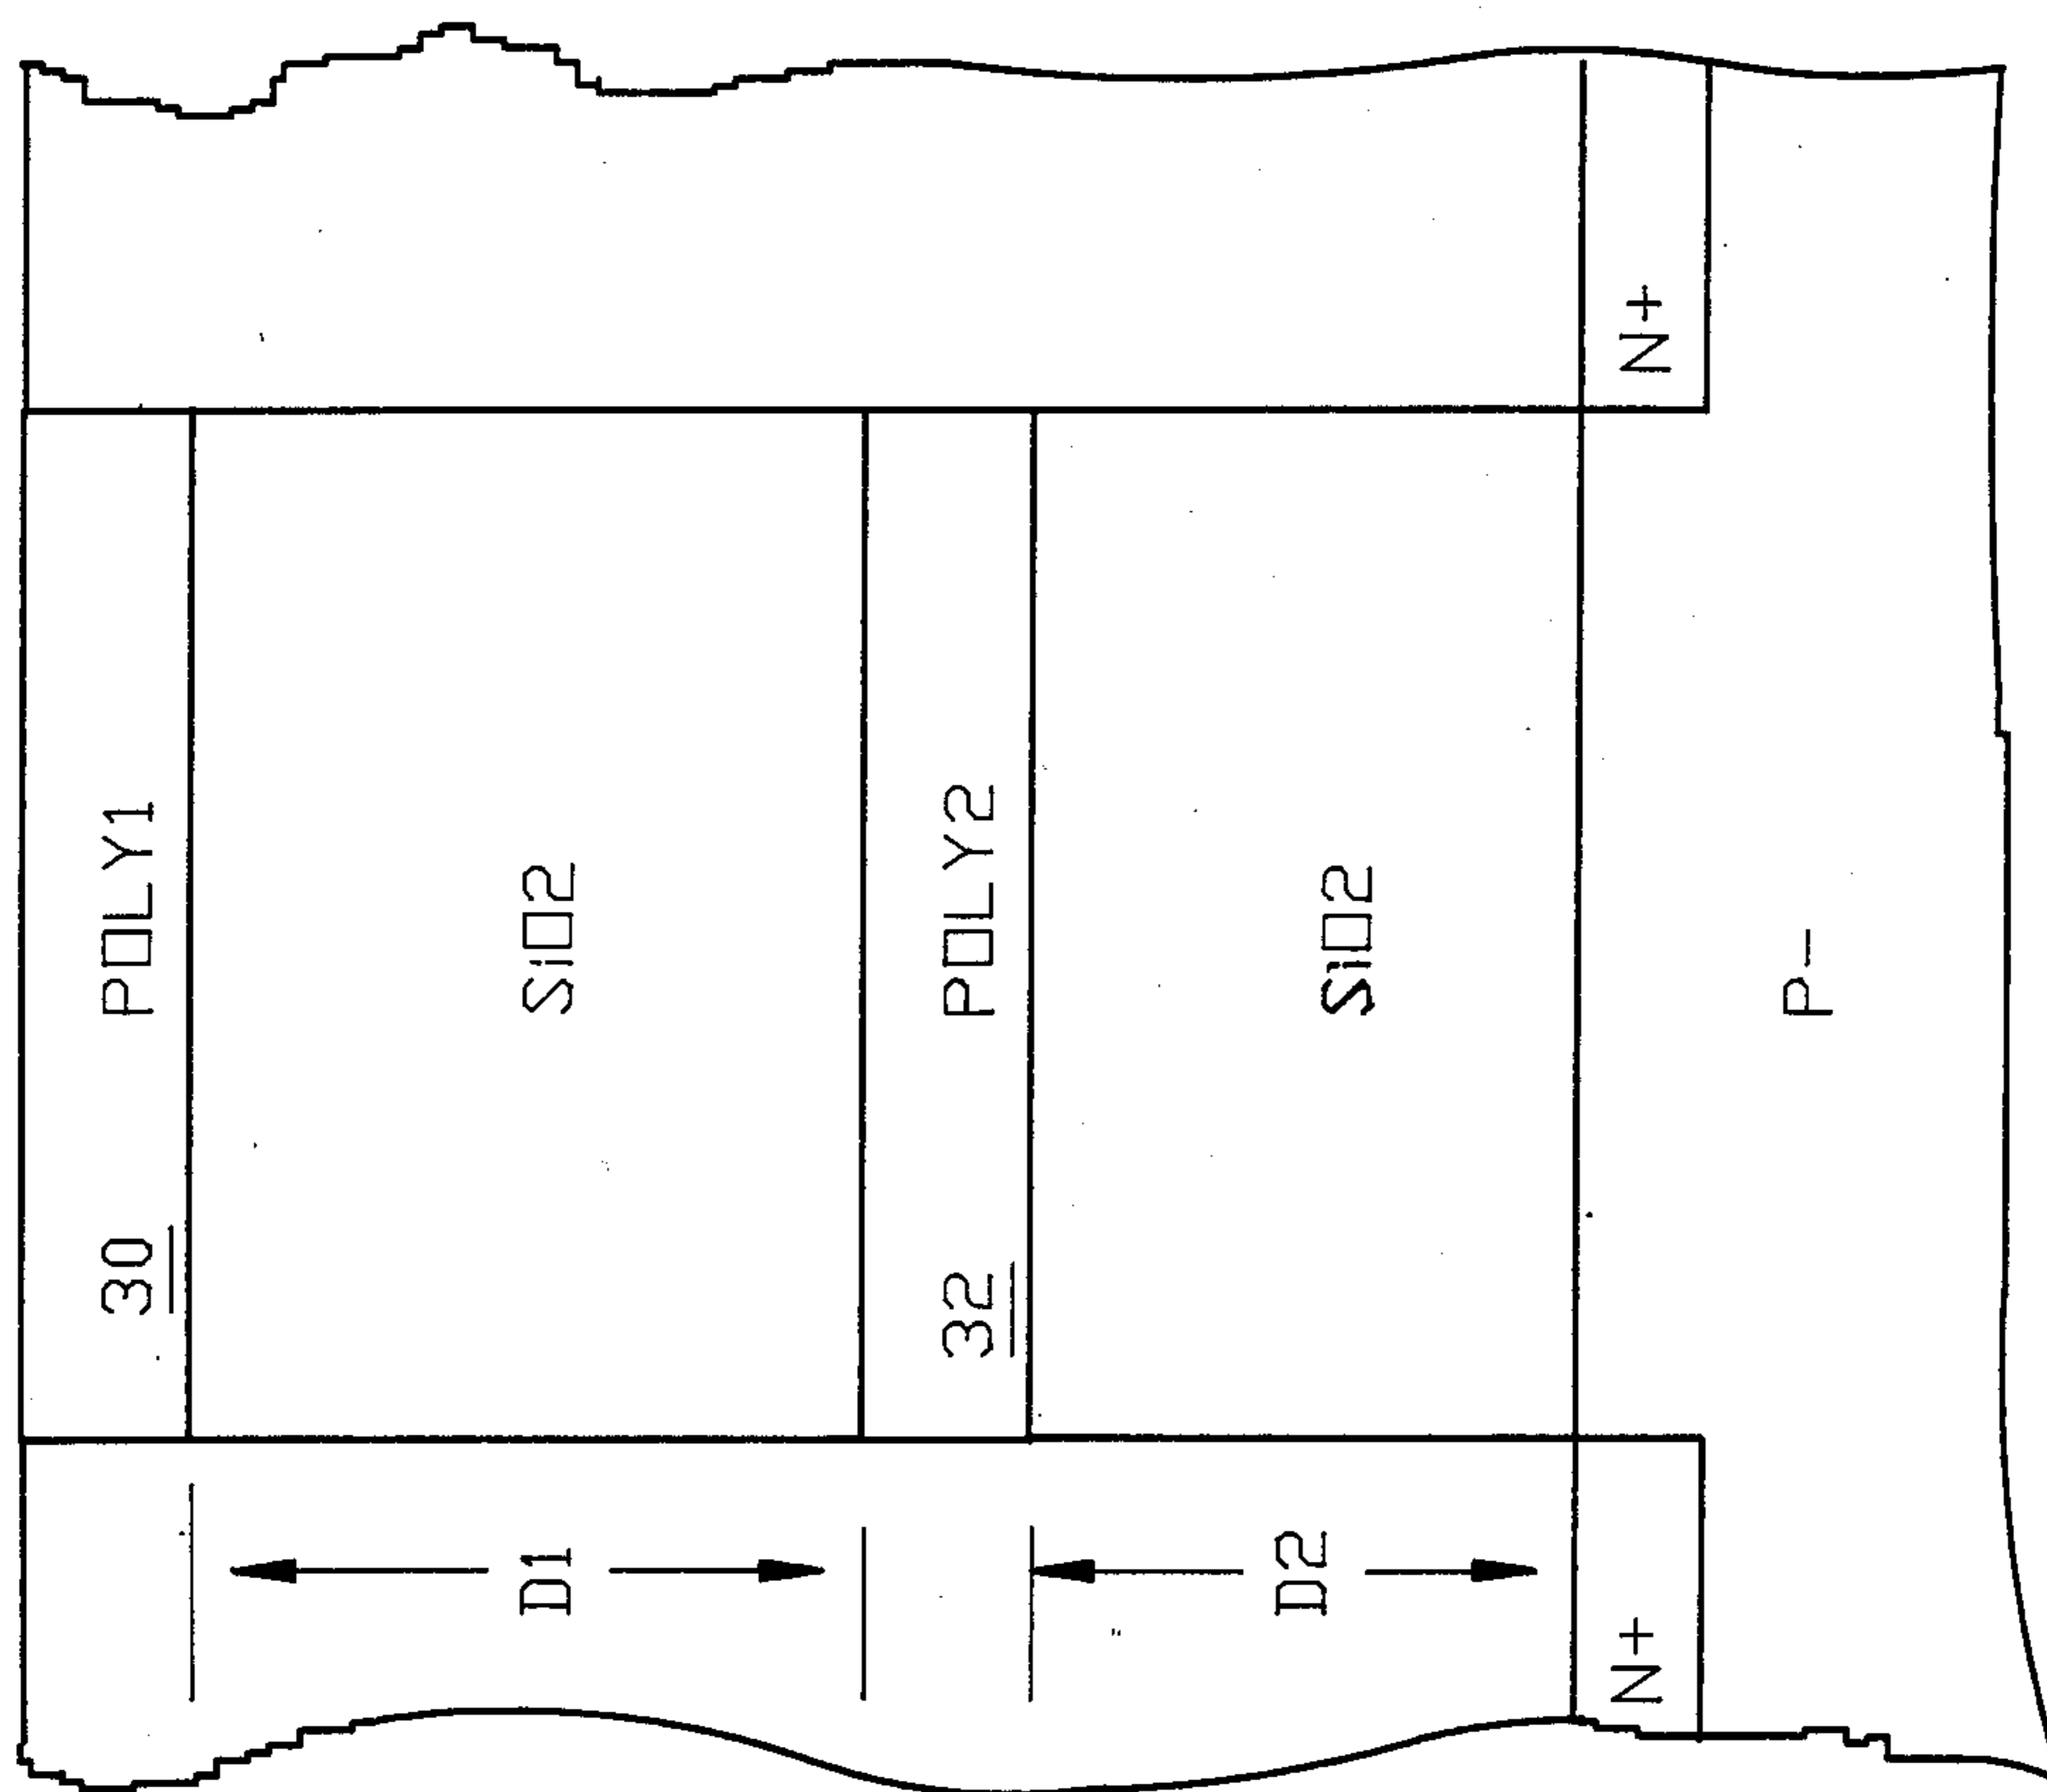 30 POLY1
D1 SiO2
32 POLY2
D2 SiO2
N+ N+
P-